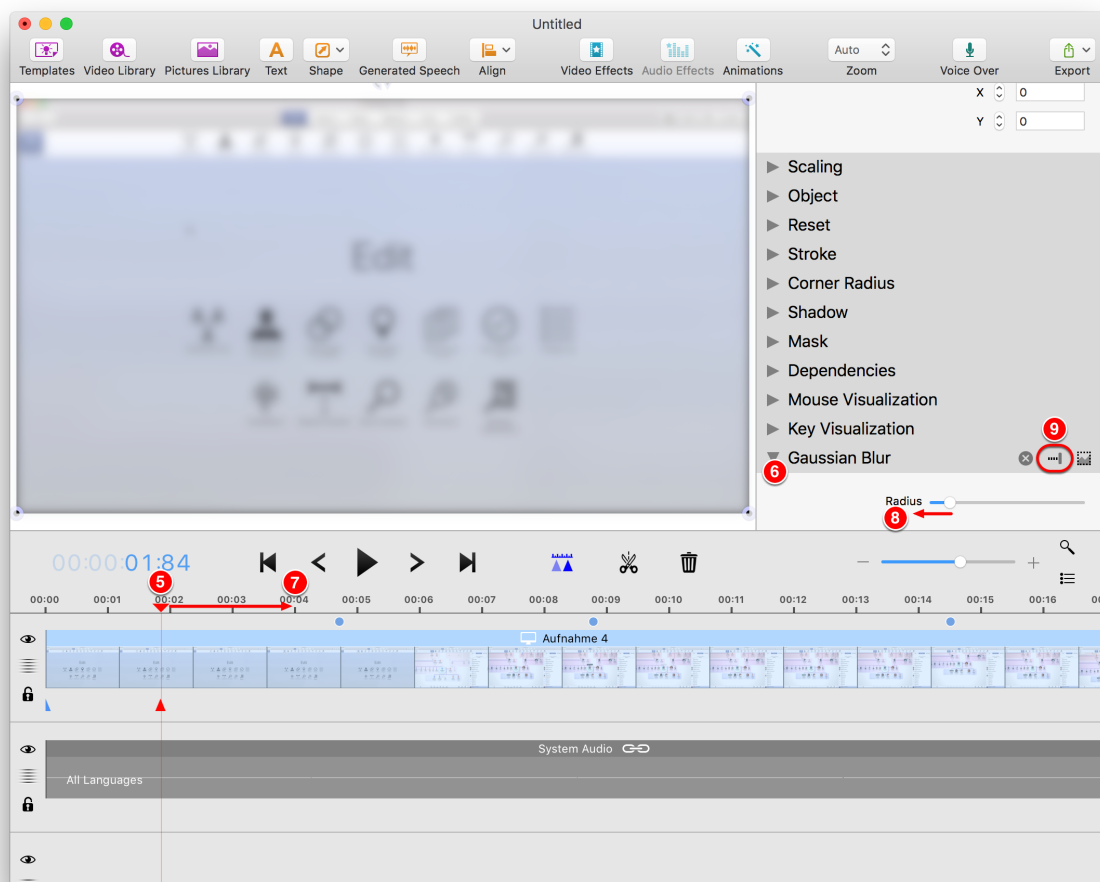 Untitled
Templates Video Library Pictures Library Text Shape Generated Speech Align Video Effects Audio Effects Animations Auto Zoom Voice Over Export
X 0
Y 0
Scaling
Object
Reset
Stroke
Corner Radius
Shadow
Mask
Dependencies
Mouse Visualization
Key Visualization
9
Gaussian Blur
6
Radius
8
Edit
00:00:01:84
5 7
00:00 00:01 00:02 00:03 00:04 00:05 00:06 00:07 00:08 00:09 00:10 00:11 00:12 00:13 00:14 00:15 00:16
Aufnahme 4
System Audio
All Languages